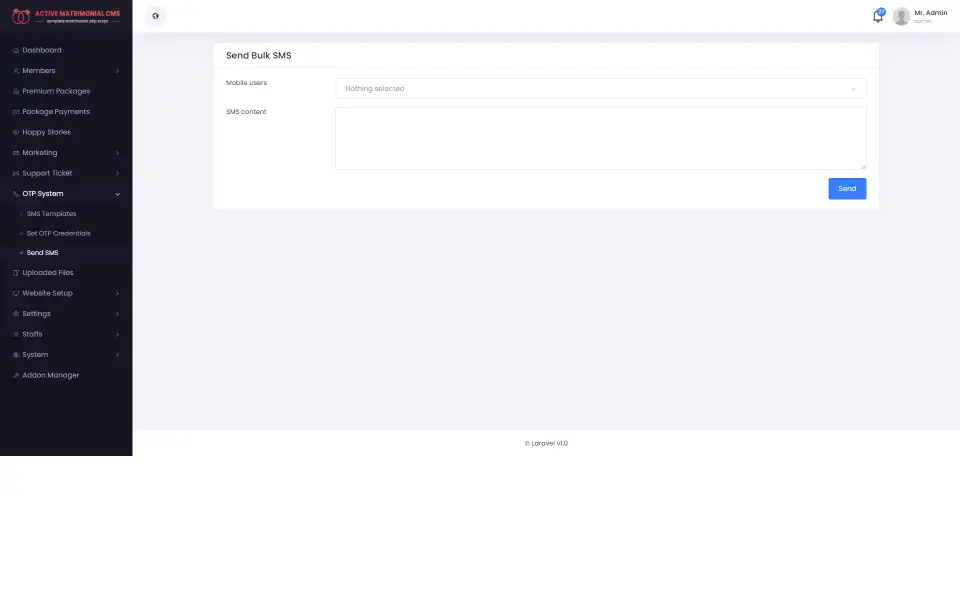 ACTIVE MATRIMONIAL CMS
complete matrimonial php script
Mr. Admin
admin
Dashboard
Members
Premium Packages
Package Payments
Happy Stories
Marketing
Support Ticket
OTP System
SMS Templates
Set OTP Credentials
Send SMS
Uploaded Files
Website Setup
Settings
Staffs
System
Addon Manager
Send Bulk SMS
Mobile users
Nothing selected
SMS content
Send
© Laravel v1.0